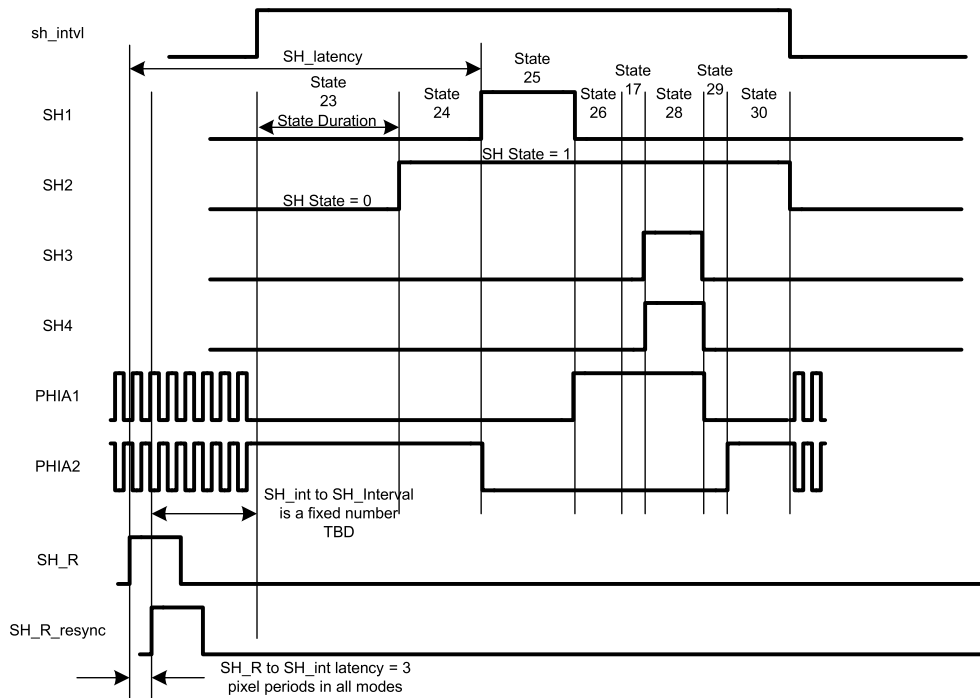 sh_intvl
SH_latency
State
23
State
24
State
25
State
26
State
17
State
28
State
29
State
30
SH1
State Duration
SH State = 1
SH2
SH State = 0
SH3
SH4
PHIA1
PHIA2
SH_int to SH_Interval
is a fixed number
TBD
SH_R
SH_R_resync
SH_R to SH_int latency = 3
pixel periods in all modes